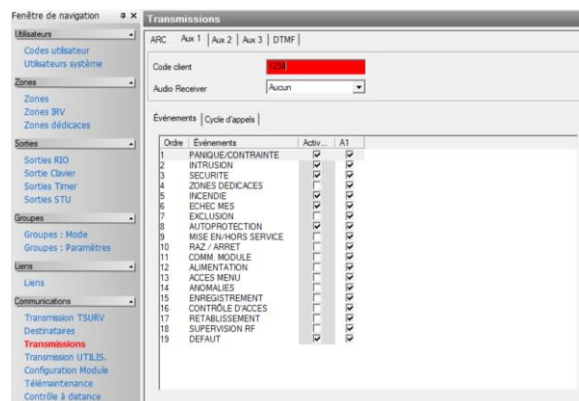 Fenêtre de navigation
Utilisateurs
Codes utilisateur
Utilisateurs système
Zones
Zones
Zones IRV
Zones dédicaces
Sorties
Sorties RIO
Sortie Clavier
Sorties Timer
Sorties STU
Groupes
Groupes : Mode
Groupes : Paramètres
Liens
Liens
Communications
Transmission TSURV
Destinataires
Transmissions
Transmission UTILIS.
Configuration Module
Télémaintenance
Contrôle à distance
Transmissions
ARC Aux 1 Aux 2 Aux 3 DTMF
Code client 1234
Audio Receiver Aucun
Événements Cycle d'appels
Ordre Événements Activ... A1
1 PANIQUE/CONTRAINTE
2 INTRUSION
3 SECURITE
4 ZONES DEDICACES
5 INCENDIE
6 ECHEC MES
7 EXCLUSION
8 AUTOPROTECTION
9 MISE EN/HORS SERVICE
10 RAZ / ARRET
11 COMM. MODULE
12 ALIMENTATION
13 ACCES MENU
14 ANOMALIES
15 ENREGISTREMENT
16 CONTRÔLE D'ACCES
17 RETABLISSEMENT
18 SUPERVISION RF
19 DEFAUT